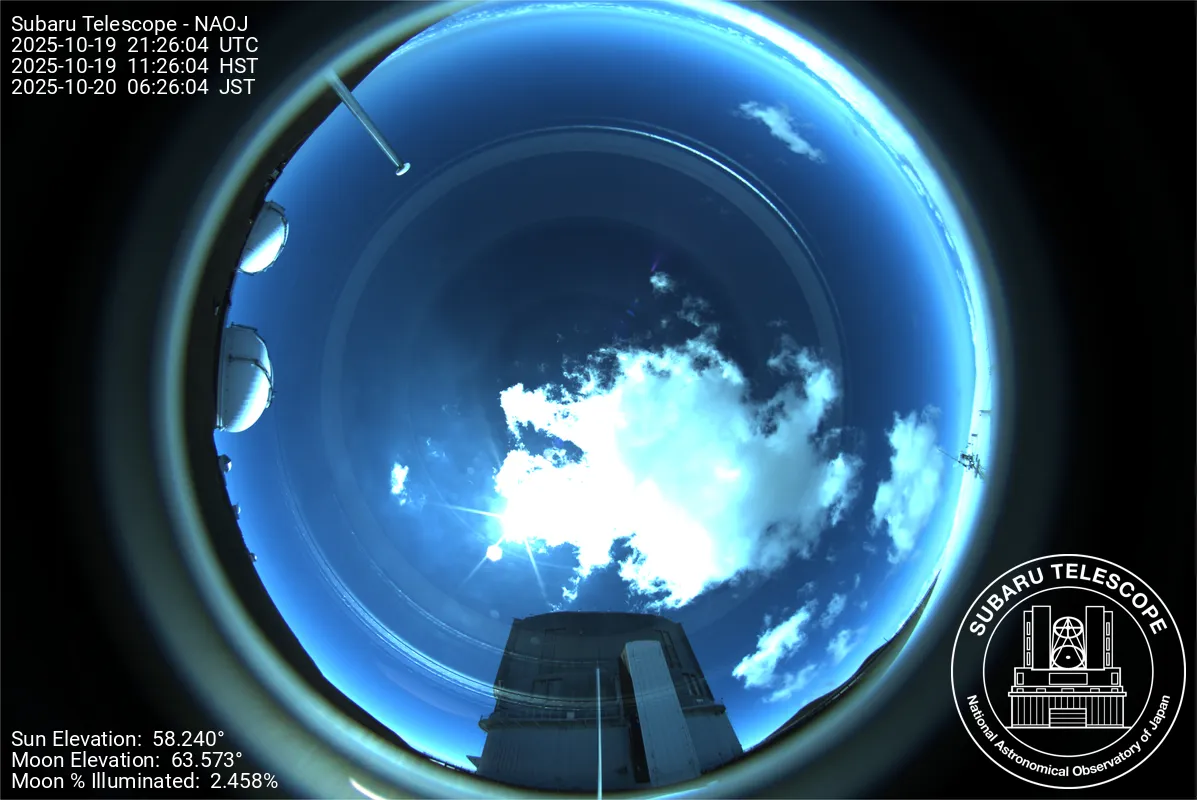 Subaru Telescope - NAOJ
2025-10-19 21:26:04 UTC
2025-10-19 11:26:04 HST
2025-10-20 06:26:04 JST
Sun Elevation: 58.240°
Moon Elevation: 63.573°
Moon % Illuminated: 2.458%
SUBARU TELESCOPE
National Astronomical Observatory of Japan